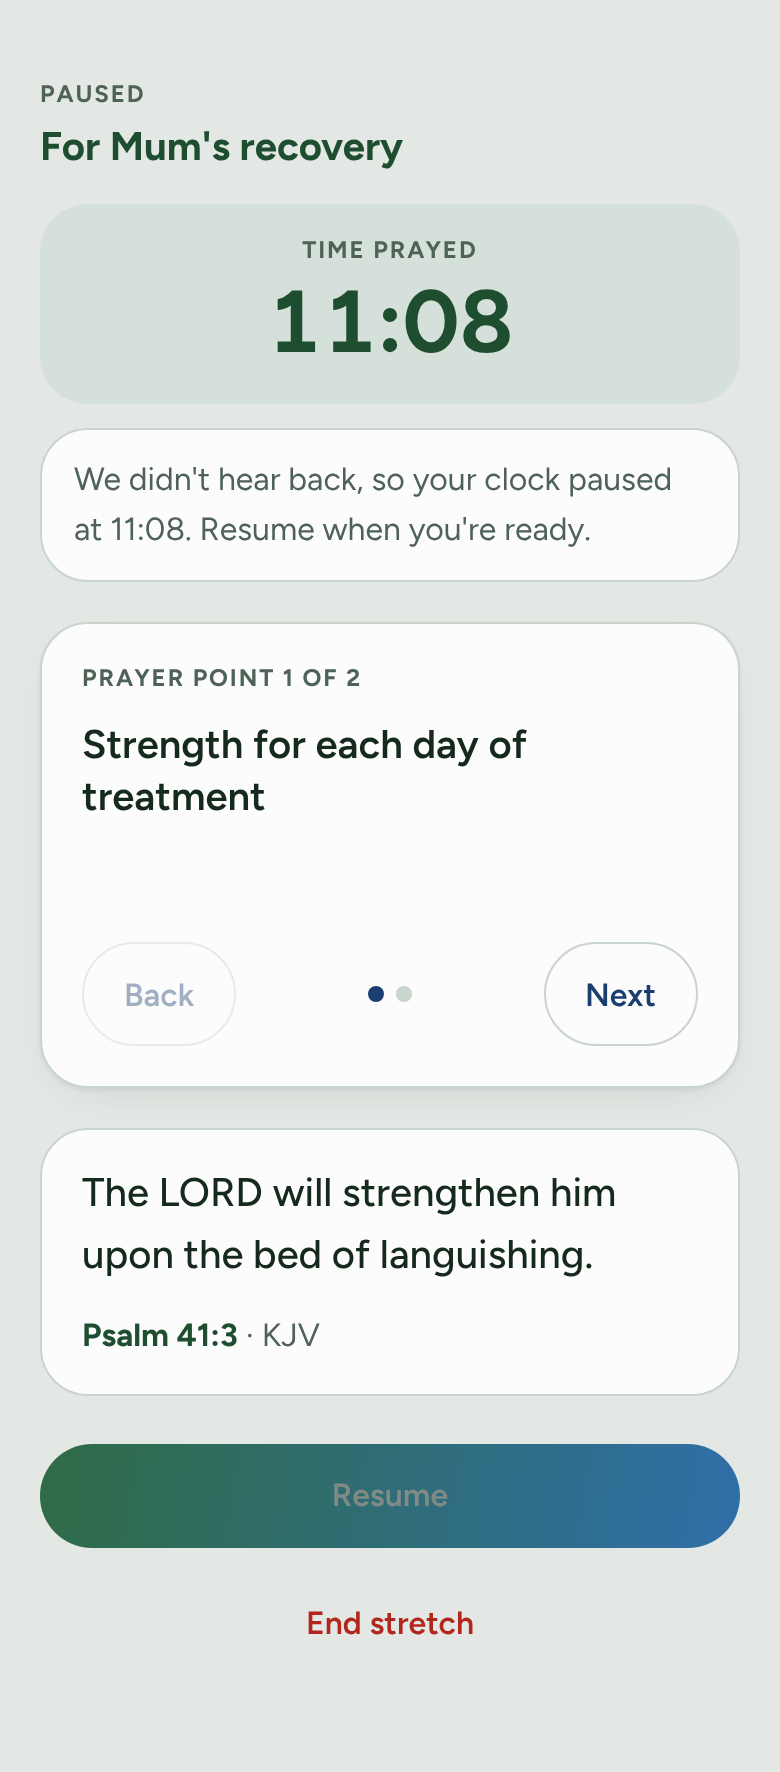 PAUSED
For Mum's recovery
TIME PRAYED
11:08
We didn't hear back, so your clock paused
at 11:08. Resume when you're ready.
PRAYER POINT 1 OF 2
Strength for each day of
treatment
Back
Next
The LORD will strengthen him
upon the bed of languishing.
Psalm 41:3 · KJV
Resume
End stretch